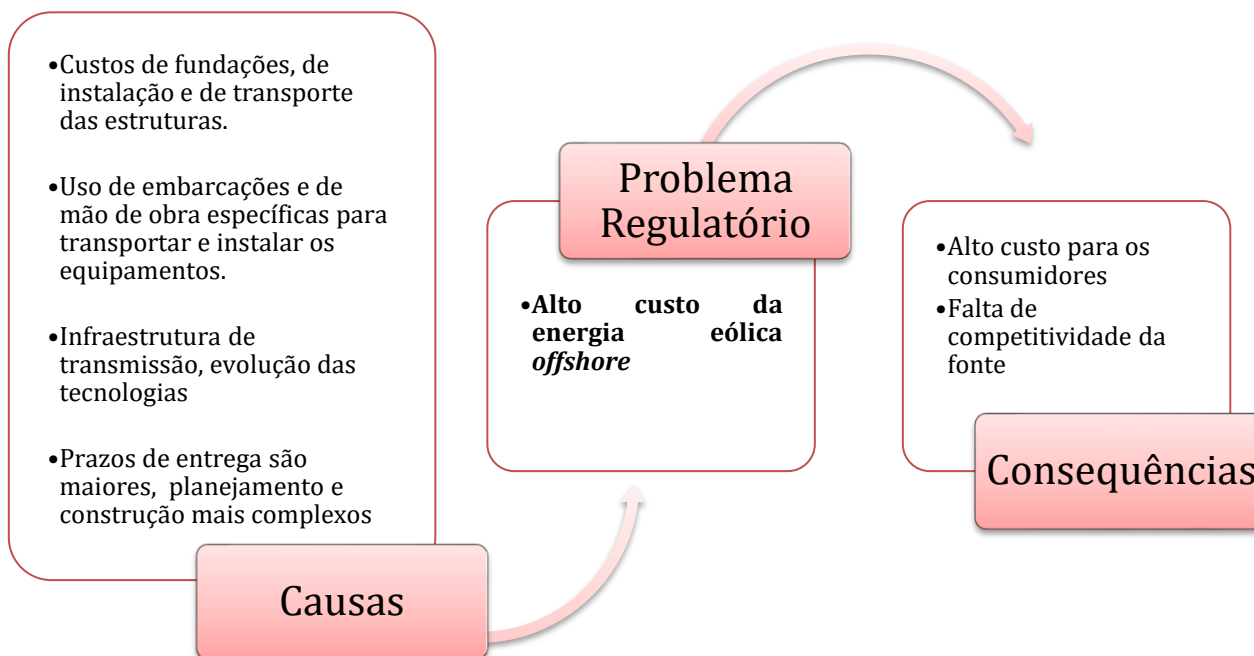 •Custos de fundações, de
instalação e de transporte
das estruturas.
•Uso de embarcações e de
mão de obra específicas para
transportar e instalar os
equipamentos.
•Infraestrutura de
transmissão, evolução das
tecnologias
•Prazos de entrega são
maiores, planejamento e
construção mais complexos
Causas
Problema
Regulatório
•Alto custo da
energia eólica
offshore
•Alto custo para os
consumidores
•Falta de
competitividade da
fonte
Consequências